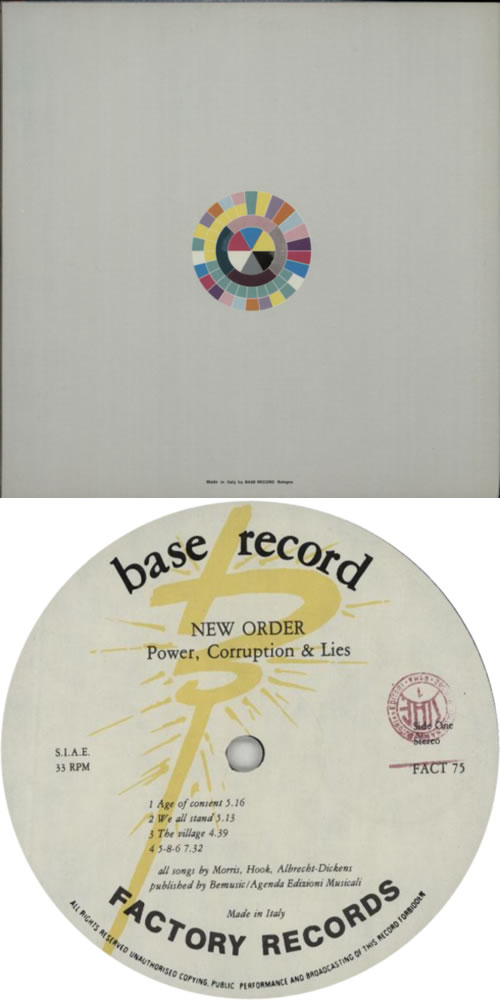 Made in Italy by BASE RECORD Bologna
base record
NEW ORDER
Power, Corruption & Lies
Side One
Stereo
S.I.A.E.
33 RPM
FACT 75
1 Age of consent 5.16
2 We all stand 5.13
3 The village 4.39
4 5-8-6 7.32
all songs by Morris, Hook, Albrecht-Dickens
published by Bemusic/Agenda Edizioni Musicali
Made in Italy
FACTORY RECORDS
ALL RIGHTS RESERVED UNAUTHORISED COPYING, PUBLIC PERFORMANCE AND BROADCASTING OF THIS RECORD FORBIDDEN